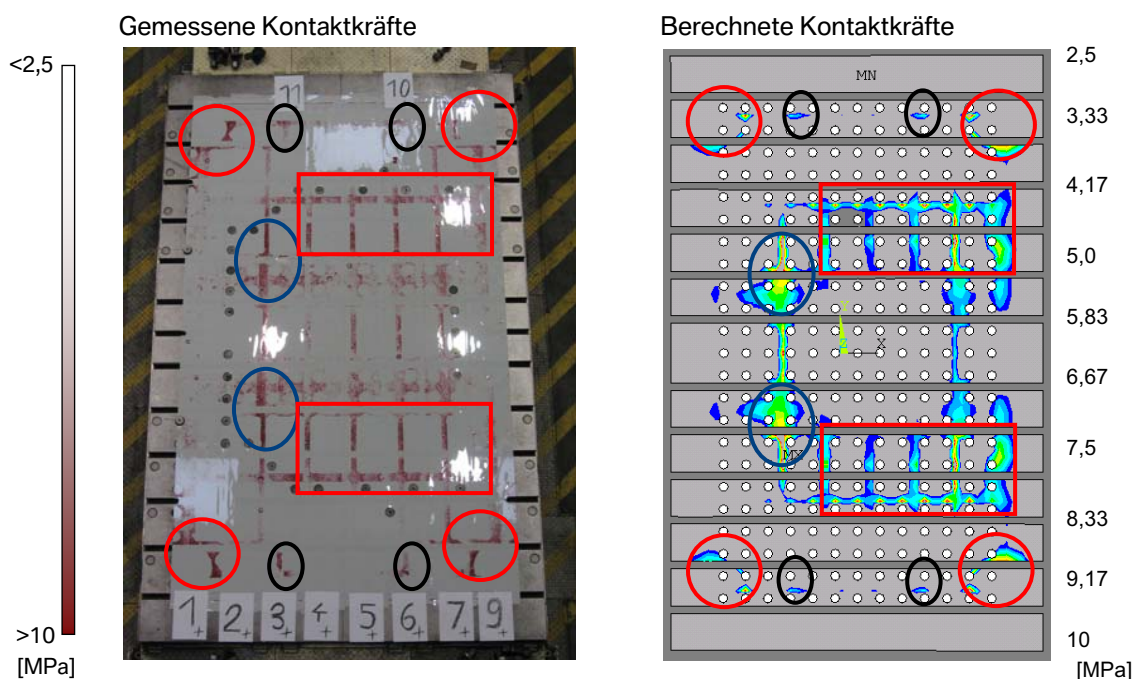 Gemessene Kontaktkräfte
Berechnete Kontaktkräfte
<2,5
>10
[MPa]
11
10
1
2
3
4
5
6
7
9
MN
Y
Z
X
MX
2,5
3,33
4,17
5,0
5,83
6,67
7,5
8,33
9,17
10
[MPa]